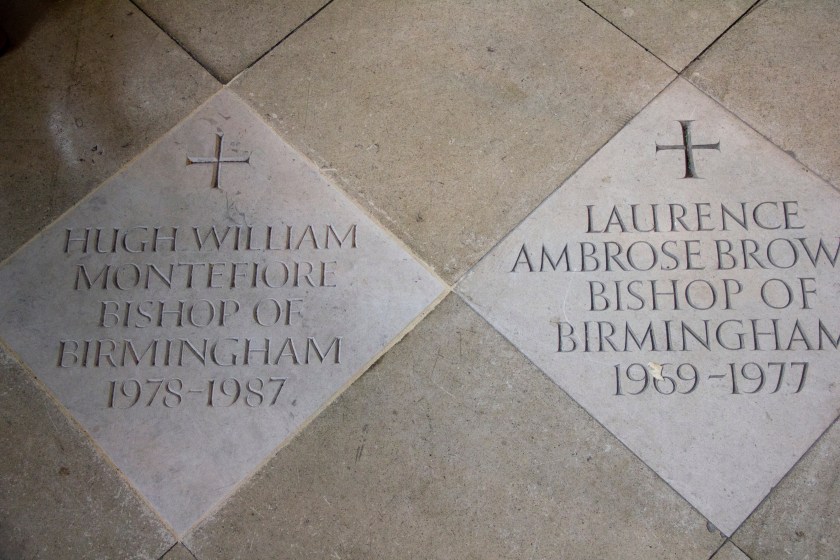 HUGH WILLIAM
MONTEFIORE
BISHOP OF
BIRMINGHAM
1978-1987.
LAURENCE
AMBROSE BROW
BISHOP OF
BIRMINGHAM
1969-1977